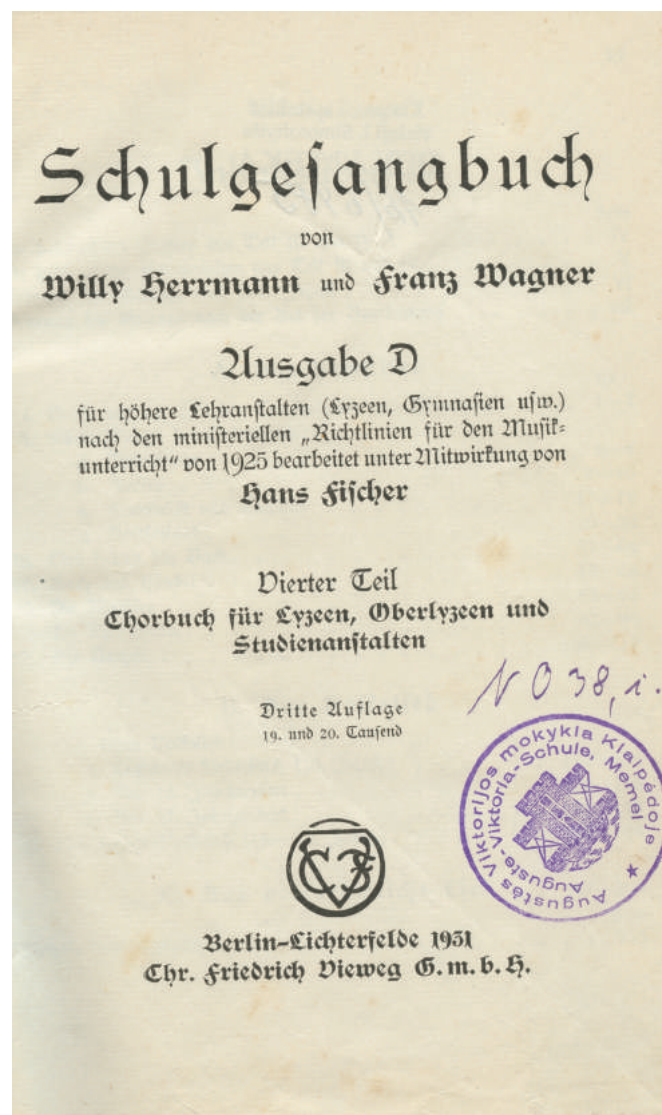 Schulgesangbuch
von
Willy Herrmann und Franz Wagner
Ausgabe D
für höhere Lehranstalten (Lyzeen, Gymnasien usw.)
nach den ministeriellen „Richtlinien für den Musik-
unterricht“ von 1925 bearbeitet unter Mitwirkung von
Hans Fischer
Vierter Teil
Chorbuch für Lyzeen, Oberlyzeen und
Studienanstalten
N O 38, i.
Dritte Auflage
19. und 20. Tausend
Augustės Viktorijos mokykla Klaipėdoje
Auguste-Viktoria-Schule, Memel
Berlin-Lichterfelde 1931
Chr. Friedrich Vieweg G. m. b. H.